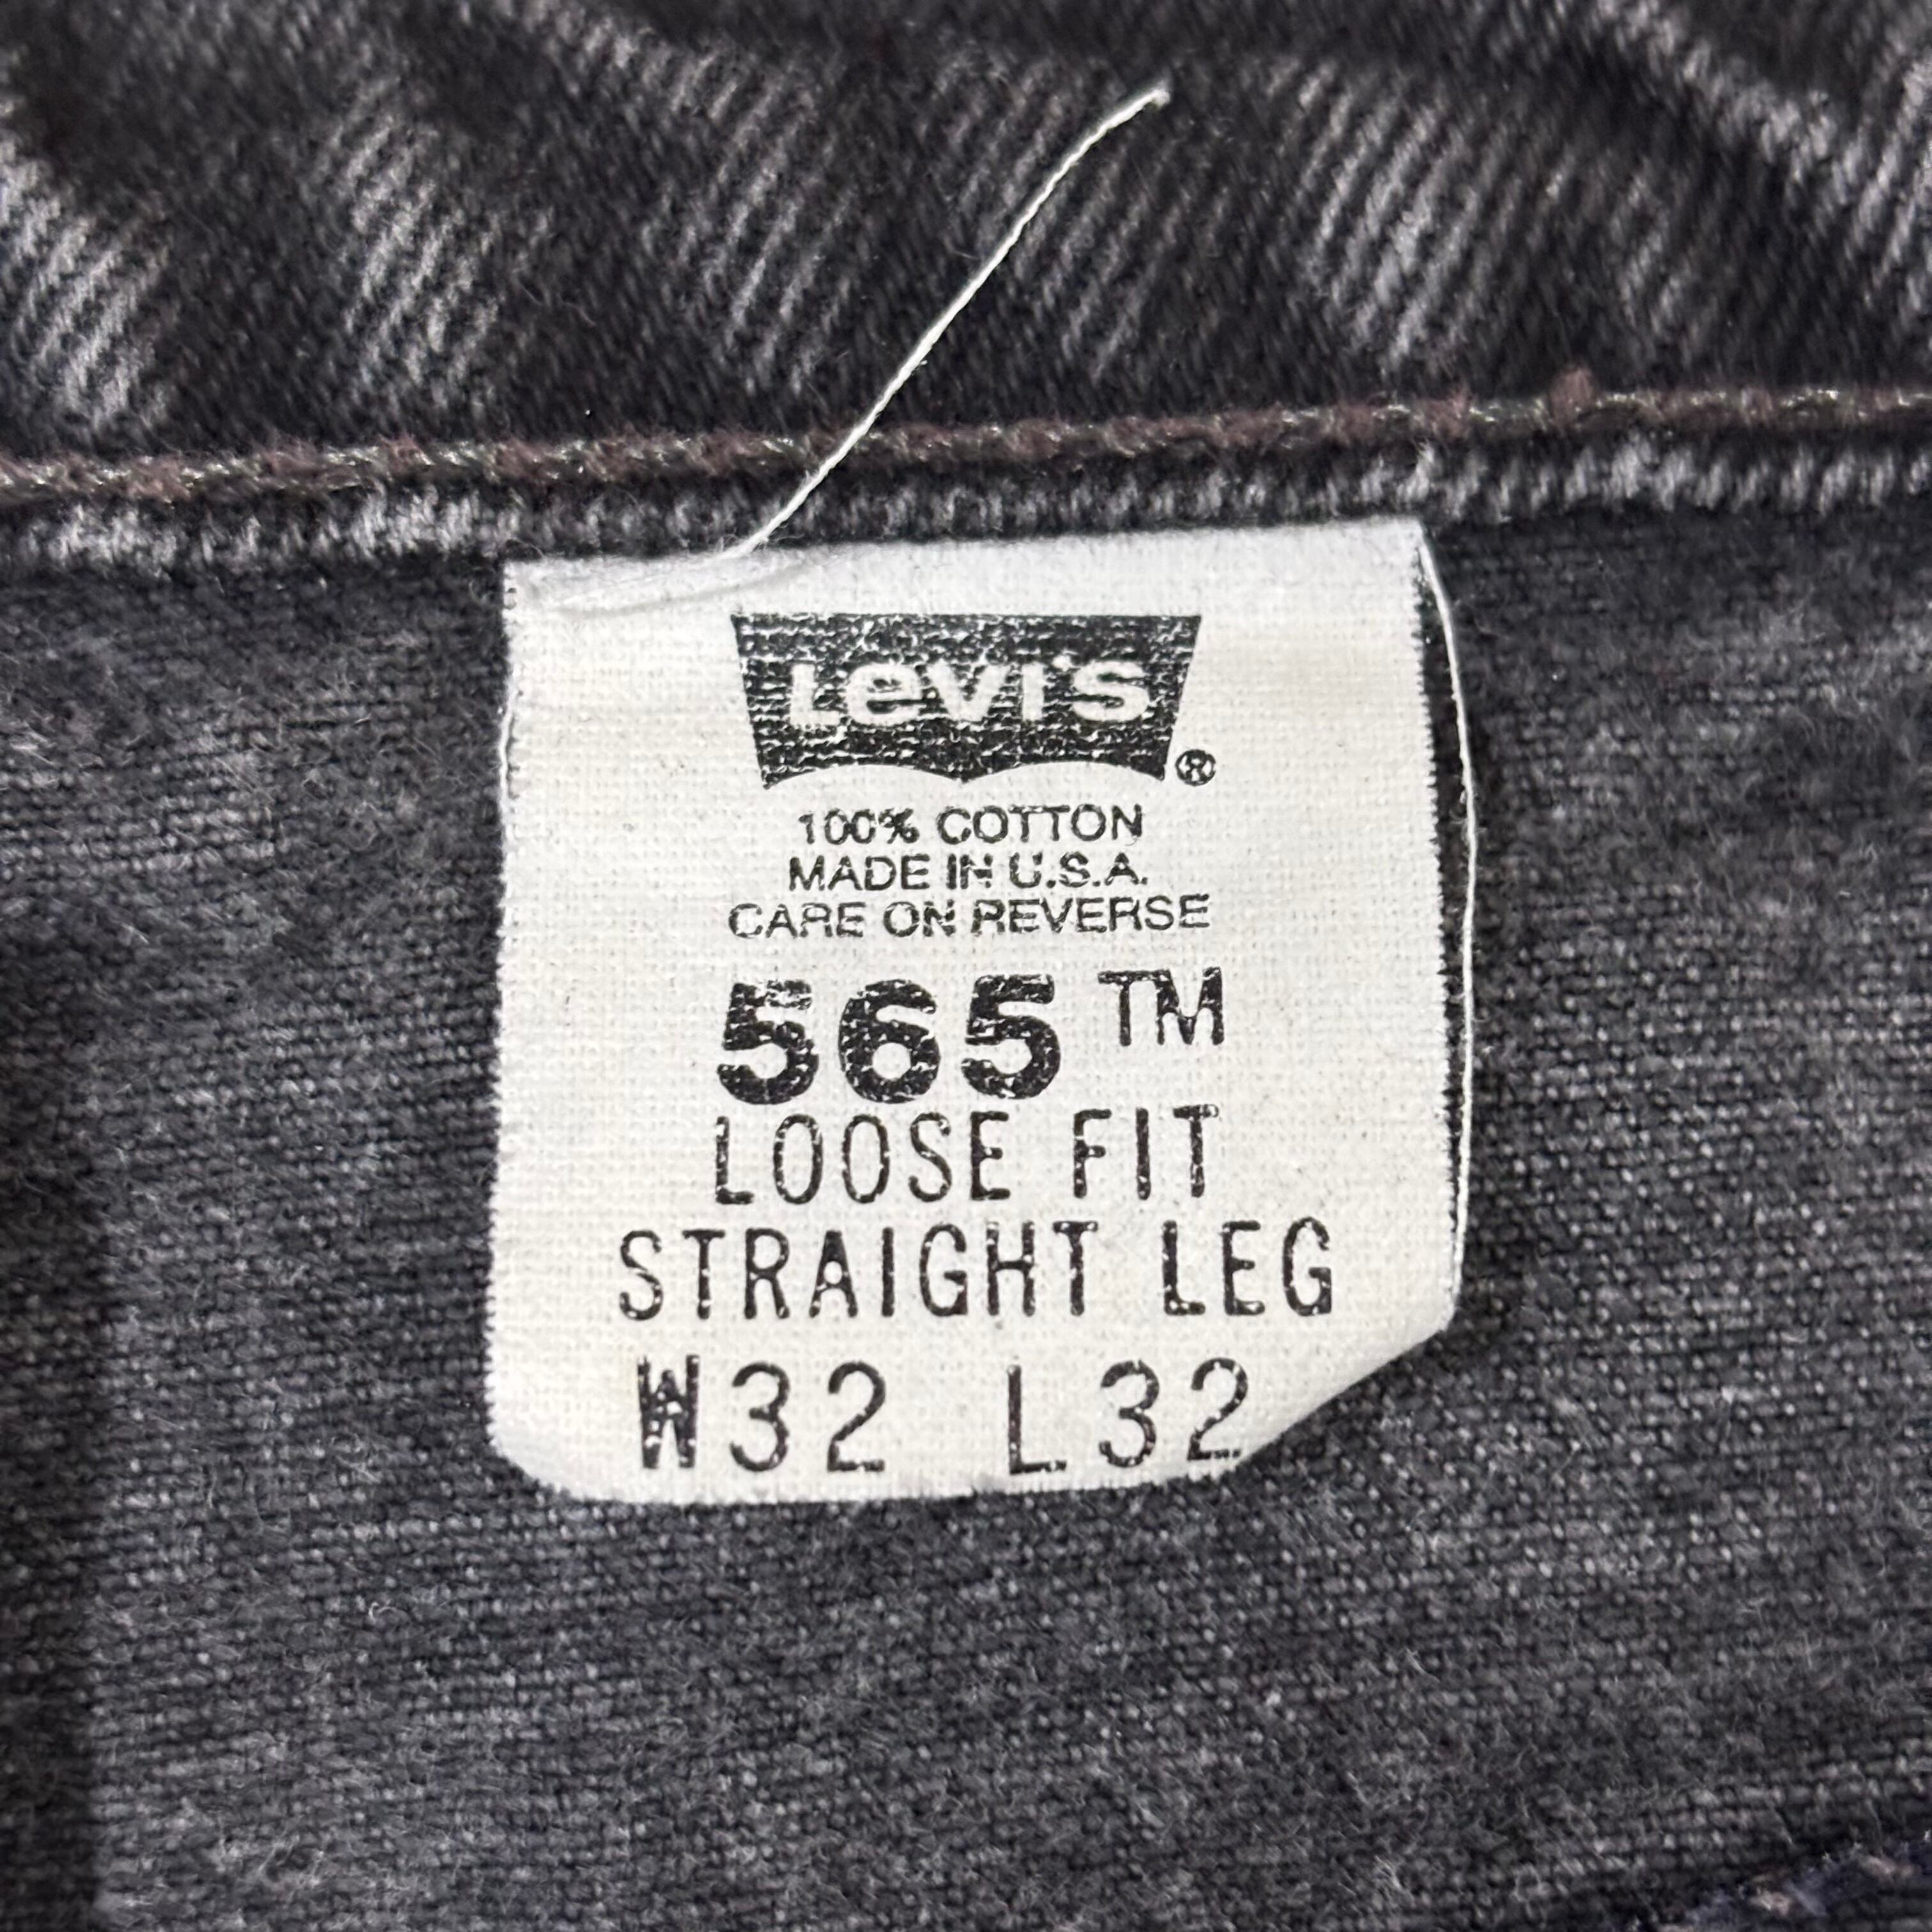 Levi's ®
100% COTTON
MADE IN U.S.A.
CARE ON REVERSE
565™
LOOSE FIT
STRAIGHT LEG
W32 L32